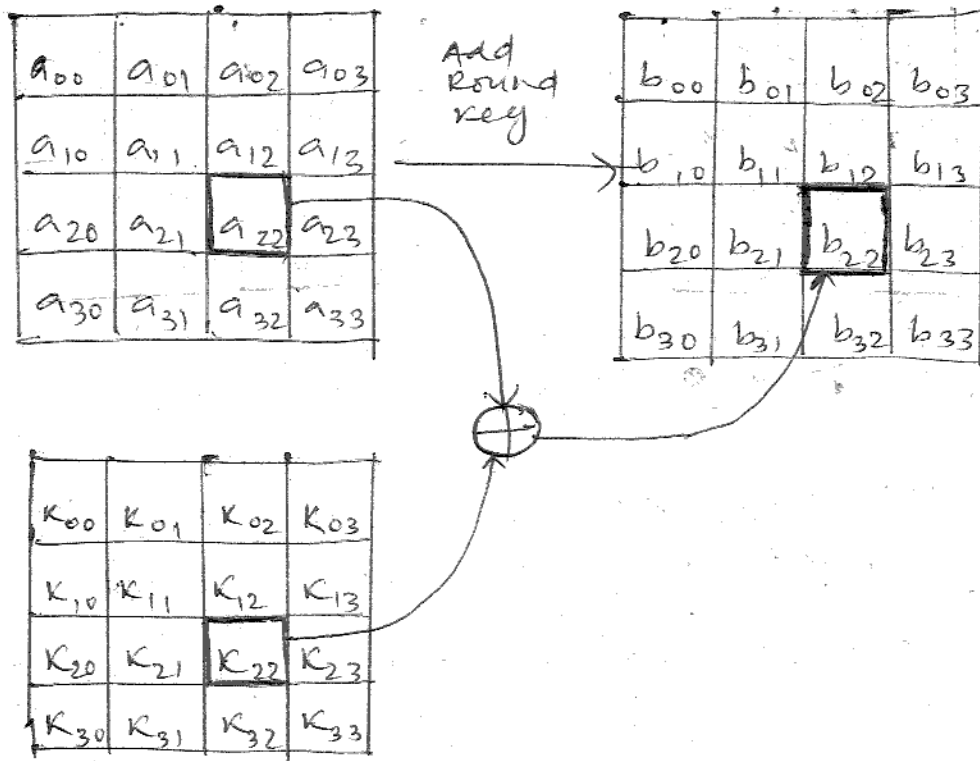 a00 a01 a02 a03
a10 a11 a12 a13
a20 a21 a22 a23
a30 a31 a32 a33
Add
Round
Key
b00 b01 b02 b03
b10 b11 b12 b13
b20 b21 b22 b23
b30 b31 b32 b33
K00 K01 K02 K03
K10 K11 K12 K13
K20 K21 K22 K23
K30 K31 K32 K33